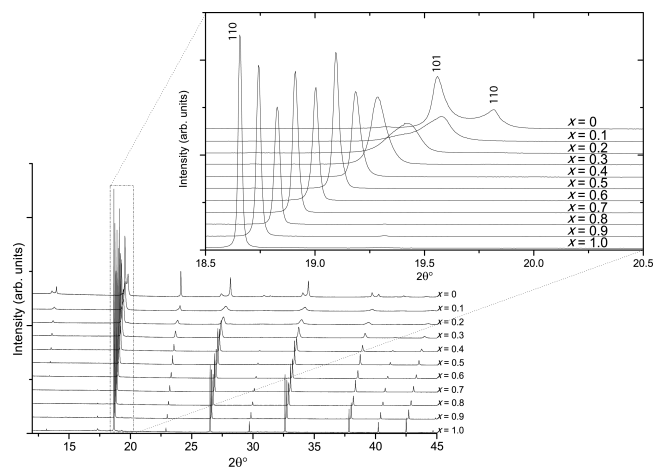 110
101
110
Intensity (arb. units)
x = 0
x = 0.1
x = 0.2
x = 0.3
x = 0.4
x = 0.5
x = 0.6
x = 0.7
x = 0.8
x = 0.9
x = 1.0
18.5 19.0 19.5 20.0 20.5
2θ°
Intensity (arb. units)
x = 0
x = 0.1
x = 0.2
x = 0.3
x = 0.4
x = 0.5
x = 0.6
x = 0.7
x = 0.8
x = 0.9
x = 1.0
15 20 25 30 35 40 45
2θ°